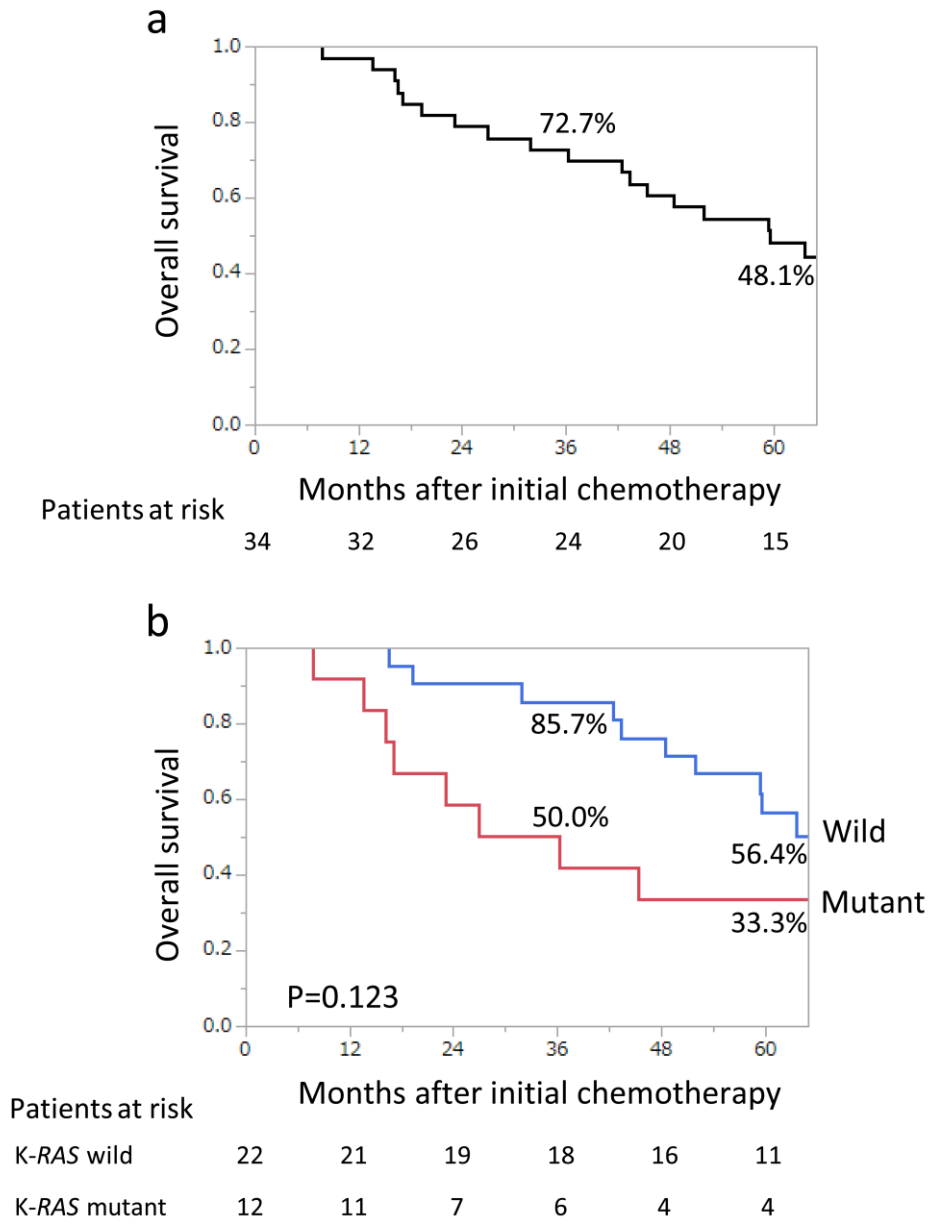 a
1.0
0.8
0.6
0.4
0.2
0.0
Overall survival
72.7%
48.1%
0 12 24 36 48 60
Months after initial chemotherapy
Patients at risk
34 32 26 24 20 15
b
1.0
0.8
0.6
0.4
0.2
0.0
Overall survival
85.7%
50.0%
Wild
56.4%
Mutant
33.3%
P=0.123
0 12 24 36 48 60
Months after initial chemotherapy
Patients at risk
K-RAS wild 22 21 19 18 16 11
K-RAS mutant 12 11 7 6 4 4